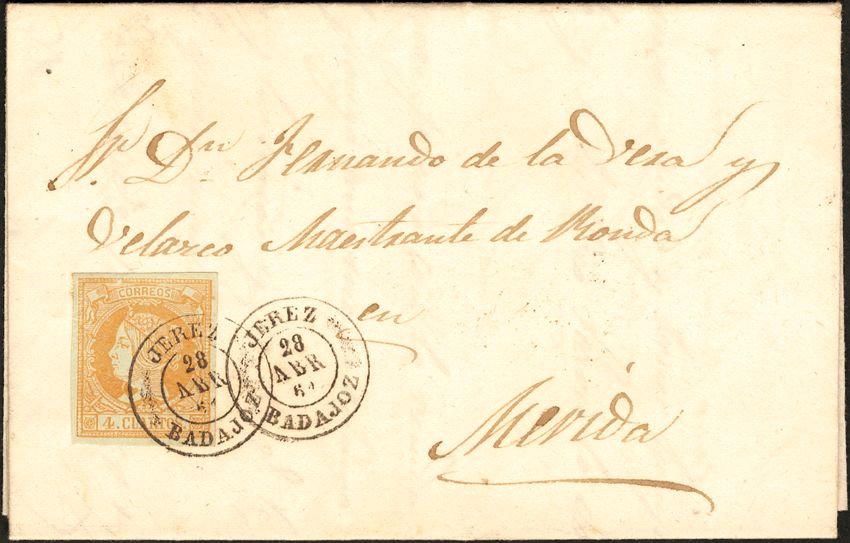 Sr. Dn. Fernando de la Vera y
Velasco Maestrante de Ronda
en
Merida
CORREOS
4. CUARTOS
JEREZ
28
ABR
BADAJOZ
JEREZ
28
ABR
BADAJOZ